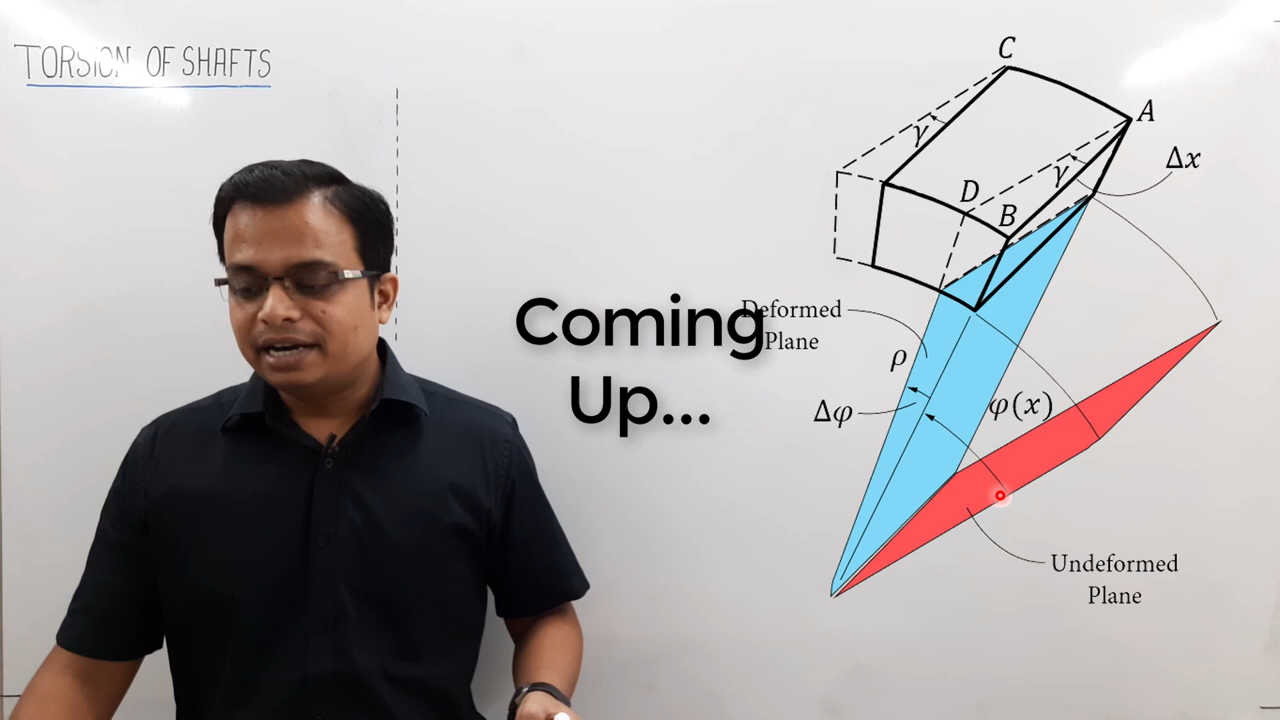 TORSION OF SHAFTS
Coming
Up...
C
A
γ
γ
Δx
D
B
Deformed
Plane
ρ
Δφ
φ(x)
Undeformed
Plane